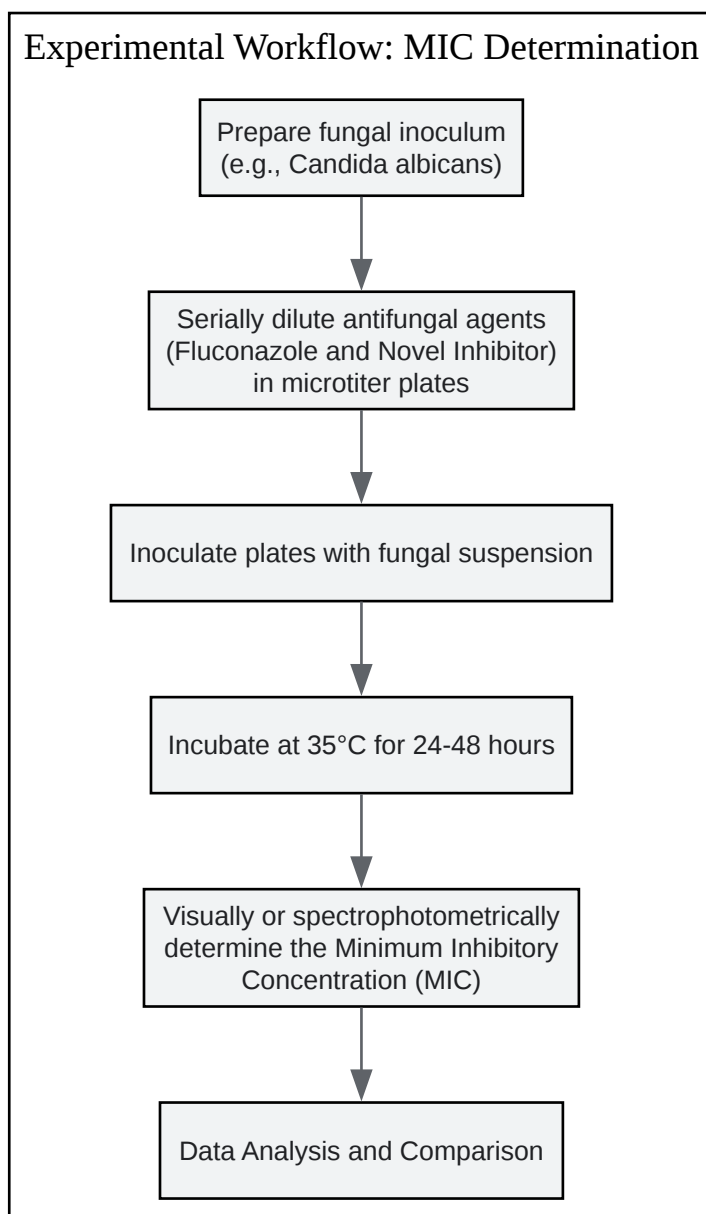 Experimental Workflow: MIC Determination
Prepare fungal inoculum
(e.g., Candida albicans)
Serially dilute antifungal agents
(Fluconazole and Novel Inhibitor)
in microtiter plates
Inoculate plates with fungal suspension
Incubate at 35°C for 24-48 hours
Visually or spectrophotometrically
determine the Minimum Inhibitory
Concentration (MIC)
Data Analysis and Comparison